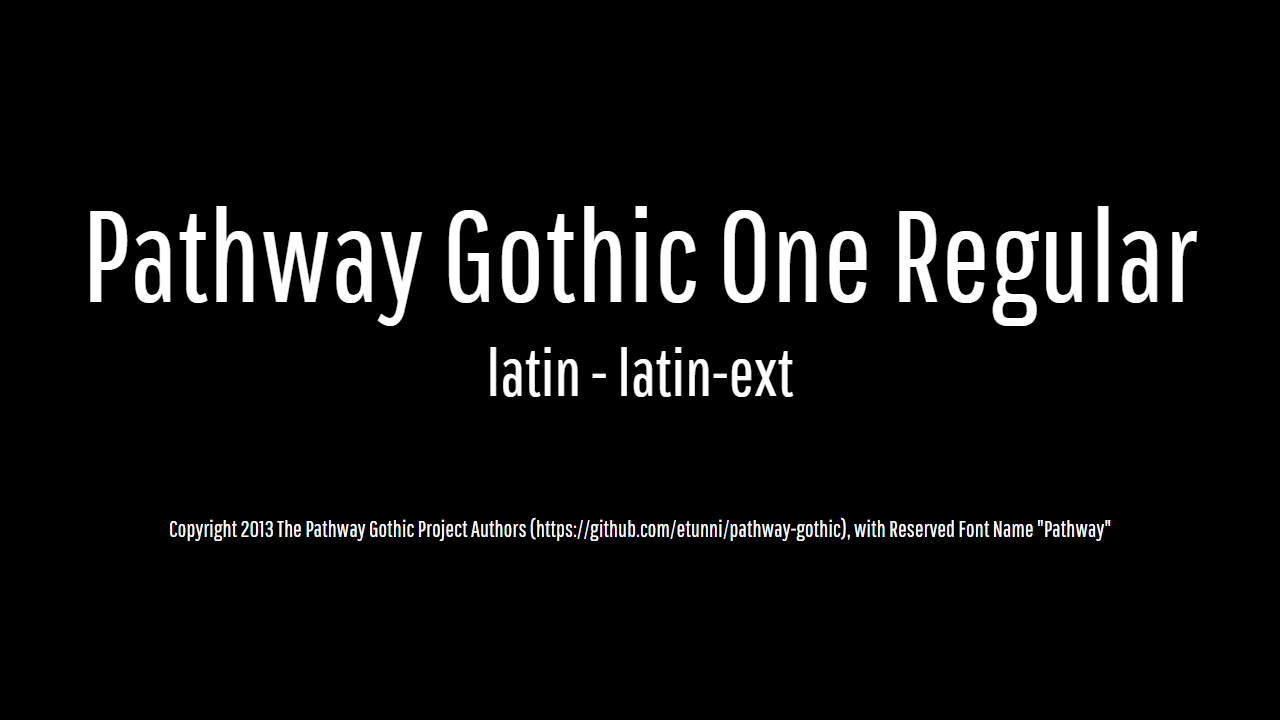 Pathway Gothic One Regular
latin - latin-ext
Copyright 2013 The Pathway Gothic Project Authors (https://github.com/etunni/pathway-gothic), with Reserved Font Name "Pathway"